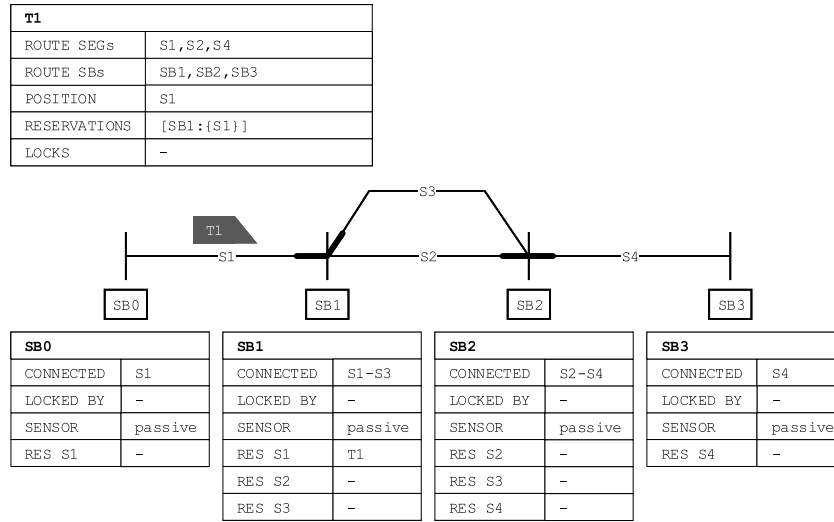 T1
ROUTE SEGs S1,S2,S4
ROUTE SBs SB1,SB2,SB3
POSITION S1
RESERVATIONS [SB1:{S1}]
LOCKS -
S3
T1
S1 S2 S4
SB0 SB1 SB2 SB3
SB0
CONNECTED S1
LOCKED BY -
SENSOR passive
RES S1 -
SB1
CONNECTED S1-S3
LOCKED BY -
SENSOR passive
RES S1 T1
RES S2 -
RES S3 -
SB2
CONNECTED S2-S4
LOCKED BY -
SENSOR passive
RES S2 -
RES S3 -
RES S4 -
SB3
CONNECTED S4
LOCKED BY -
SENSOR passive
RES S4 -